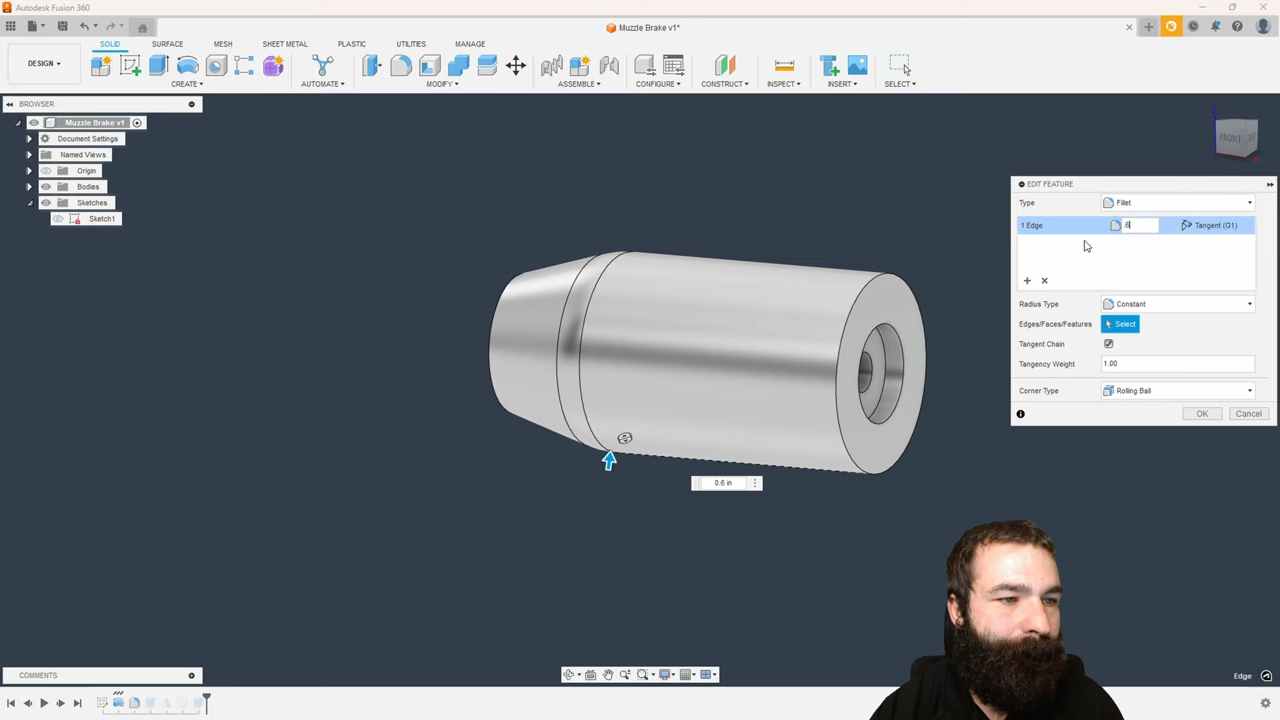 Autodesk Fusion 360
Muzzle Brake v1*
DESIGN
SOLID SURFACE MESH SHEET METAL PLASTIC UTILITIES MANAGE
CREATE AUTOMATE MODIFY ASSEMBLE CONFIGURE CONSTRUCT INSPECT INSERT SELECT
BROWSER
Muzzle Brake v1
Document Settings
Named Views
Origin
Bodies
Sketches
Sketch1
Z
FRONT
EDIT FEATURE
Type Fillet
1 Edge .6 Tangent (G1)
Radius Type Constant
Edges/Faces/Features Select
Tangent Chain
Tangency Weight 1.00
Corner Type Rolling Ball
OK Cancel
0.6 in
COMMENTS
Edge